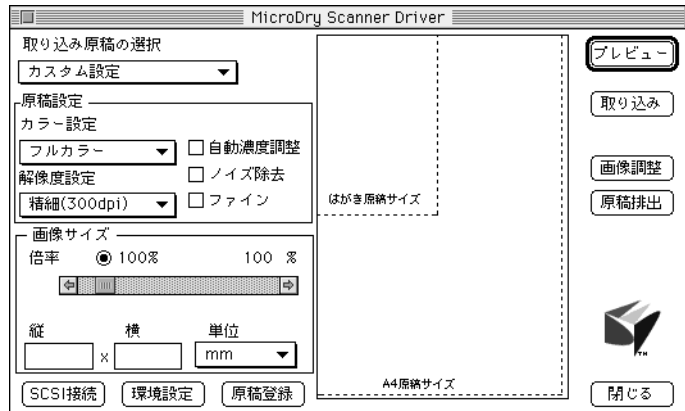 MicroDry Scanner Driver
取り込み原稿の選択
カスタム設定
原稿設定
カラー設定
フルカラー
自動濃度調整
解像度設定
ノイズ除去
精細(300dpi)
ファイン
画像サイズ
倍率
100%
100 %
縦
横
単位
x
mm
SCSI接続
環境設定
原稿登録
はがき原稿サイズ
A4原稿サイズ
プレビュー
取り込み
画像調整
原稿排出
TM
閉じる